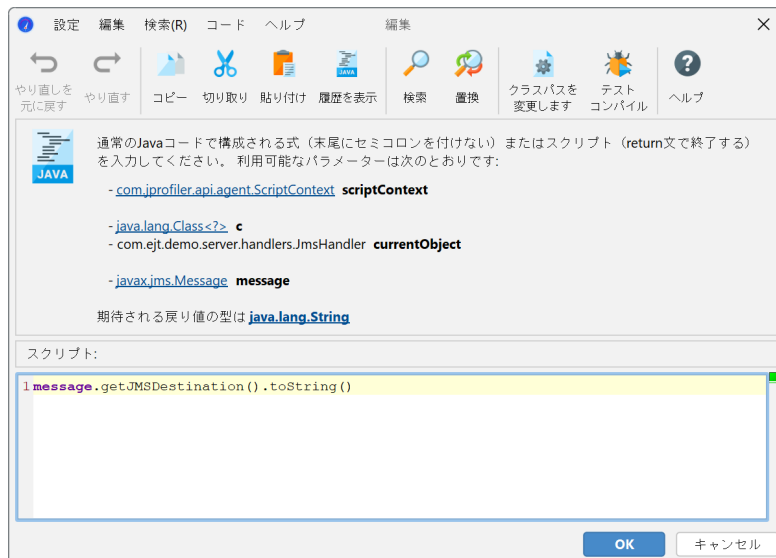 設定 編集 検索(R) コード ヘルプ 編集
やり直しを元に戻す やり直す コピー 切り取り 貼り付け 履歴を表示 検索 置換 クラスパスを変更します テストコンパイル ヘルプ
JAVA
通常のJavaコードで構成される式(末尾にセミコロンを付けない)またはスクリプト(return文で終了する)
を入力してください。 利用可能なパラメーターは次のとおりです:
- com.jprofiler.api.agent.ScriptContext scriptContext
- java.lang.Class<?> c
- com.ejt.demo.server.handlers.JmsHandler currentObject
- javax.jms.Message message
期待される戻り値の型は java.lang.String
スクリプト:
1 message.getJMSDestination().toString()
OK キャンセル